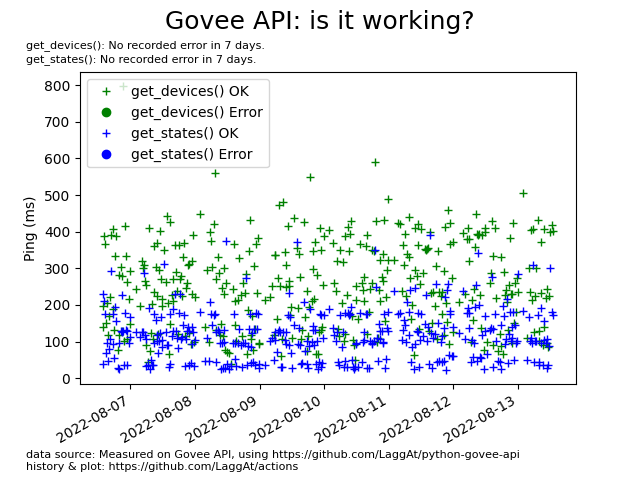 Govee API: is it working?
get_devices(): No recorded error in 7 days.
get_states(): No recorded error in 7 days.
get_devices() OK
get_devices() Error
get_states() OK
get_states() Error
Ping (ms)
800
700
600
500
400
300
200
100
0
2022-08-07
2022-08-08
2022-08-09
2022-08-10
2022-08-11
2022-08-12
2022-08-13
data source: Measured on Govee API, using https://github.com/LaggAt/python-govee-api
history & plot: https://github.com/LaggAt/actions